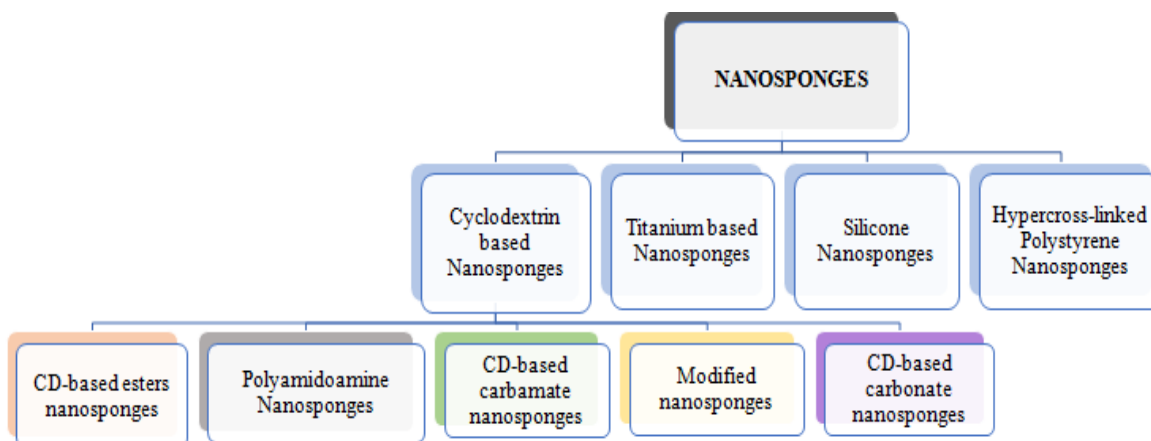 NANOSPONGES
Cyclodextrin
based
Nanosponges
Titanium based
Nanosponges
Silicone
Nanosponges
Hypercross-linked
Polystyrene
Nanosponges
CD-based esters
nanosponges
Polyamidoamine
Nanosponges
CD-based
carbamate
nanosponges
Modified
nanosponges
CD-based
carbonate
nanosponges